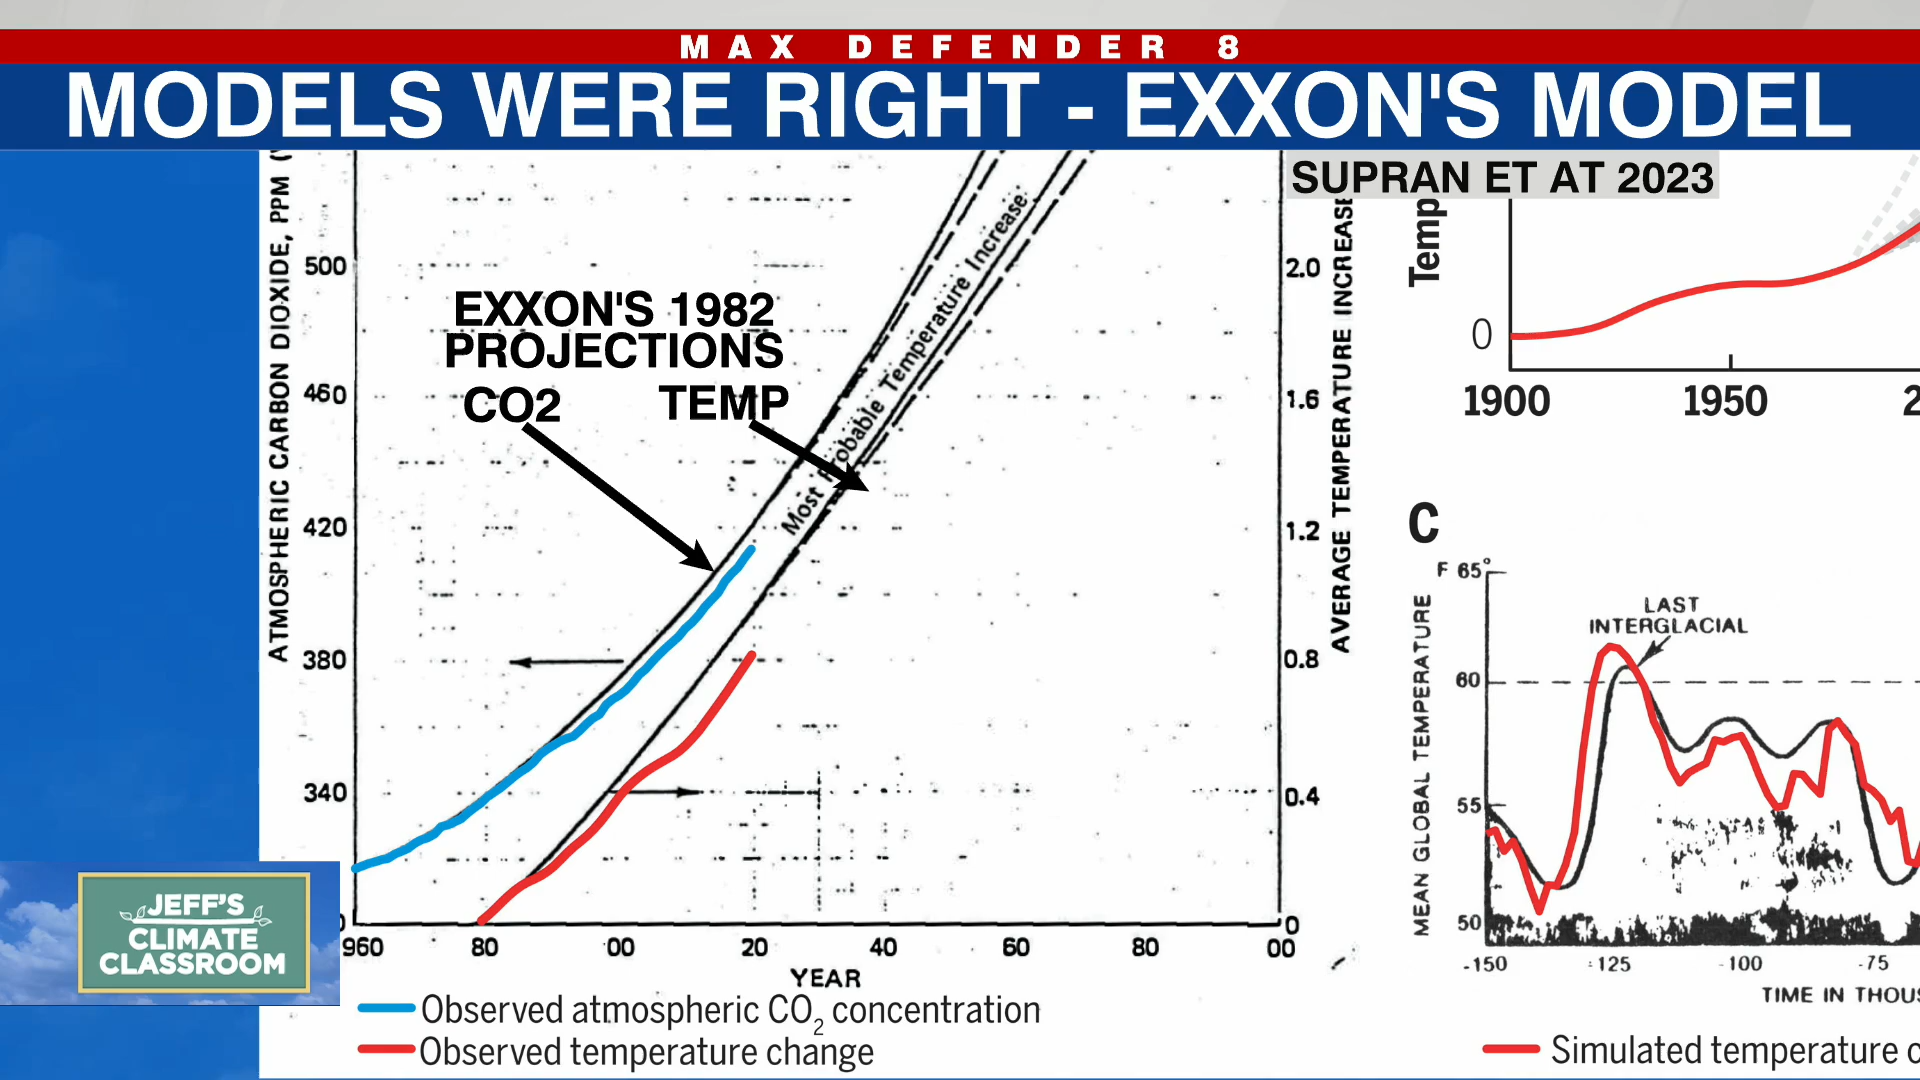 MAX DEFENDER 8
MODELS WERE RIGHT - EXXON'S MODEL
SUPRAN ET AT 2023
ATMOSPHERIC CARBON DIOXIDE, PPM (
500
460
420
380
340
EXXON'S 1982
PROJECTIONS
CO2 TEMP
Most Probable Temperature Increase
2.0
1.6
1.2
0.8
0.4
0
AVERAGE TEMPERATURE INCREASE
1960 80 00 20 40 60 80 00
YEAR
Observed atmospheric CO2 concentration
Observed temperature change
JEFF'S
CLIMATE
CLASSROOM
Temp
0
1900 1950 2
C
F 65°
60
55
50
MEAN GLOBAL TEMPERATURE
LAST
INTERGLACIAL
-150 -125 -100 -75
TIME IN THOUS
Simulated temperature c